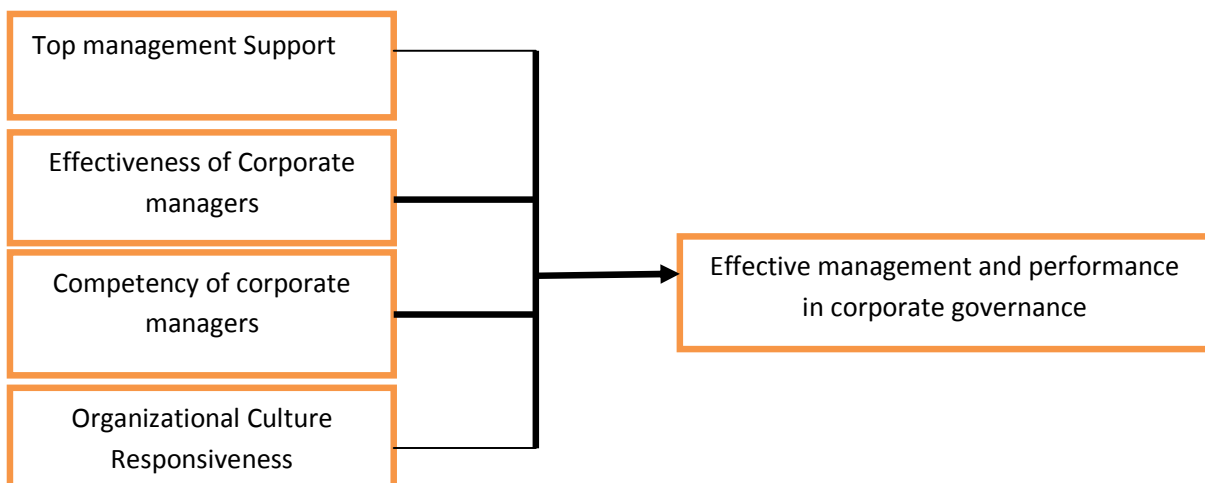 Top management Support
Effectiveness of Corporate
managers
Competency of corporate
managers
Organizational Culture
Responsiveness
Effective management and performance
in corporate governance